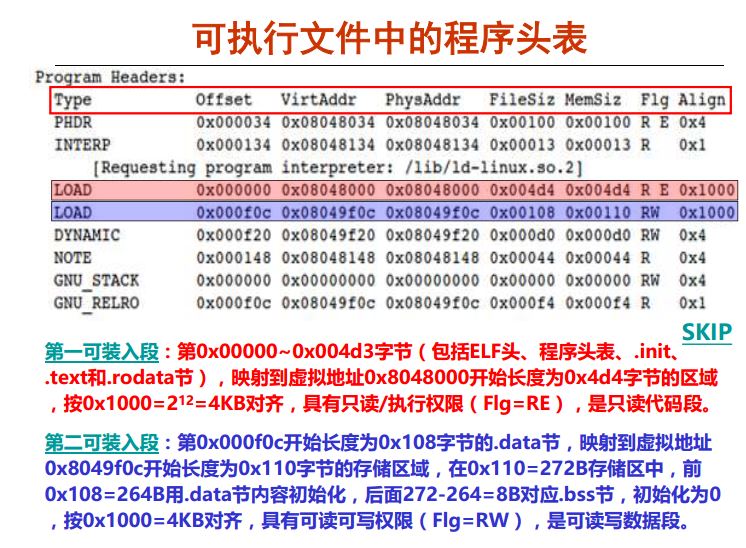 可执行文件中的程序头表
Program Headers:
Type Offset VirtAddr PhysAddr FileSiz MemSiz Flg Align
PHDR 0x000034 0x08048034 0x08048034 0x00100 0x00100 R E 0x4
INTERP 0x000134 0x08048134 0x08048134 0x00013 0x00013 R 0x1
[Requesting program interpreter: /lib/ld-linux.so.2]
LOAD 0x000000 0x08048000 0x08048000 0x004d4 0x004d4 R E 0x1000
LOAD 0x000f0c 0x08049f0c 0x08049f0c 0x00108 0x00110 RW 0x1000
DYNAMIC 0x000f20 0x08049f20 0x08049f20 0x000d0 0x000d0 RW 0x4
NOTE 0x000148 0x08048148 0x08048148 0x00044 0x00044 R 0x4
GNU_STACK 0x000000 0x00000000 0x00000000 0x00000 0x00000 RW 0x4
GNU_RELRO 0x000f0c 0x08049f0c 0x08049f0c 0x000f4 0x000f4 R 0x1
SKIP
第一可装入段：第0x00000~0x004d3字节（包括ELF头、程序头表、.init、
.text和.rodata节），映射到虚拟地址0x8048000开始长度为0x4d4字节的区域
，按0x1000=2¹²=4KB对齐，具有只读/执行权限（Flg=RE），是只读代码段。
第二可装入段：第0x000f0c开始长度为0x108字节的.data节，映射到虚拟地址
0x8049f0c开始长度为0x110字节的存储区域，在0x110=272B存储区中，前
0x108=264B用.data节内容初始化，后面272-264=8B对应.bss节，初始化为0
，按0x1000=4KB对齐，具有可读可写权限（Flg=RW），是可读写数据段。